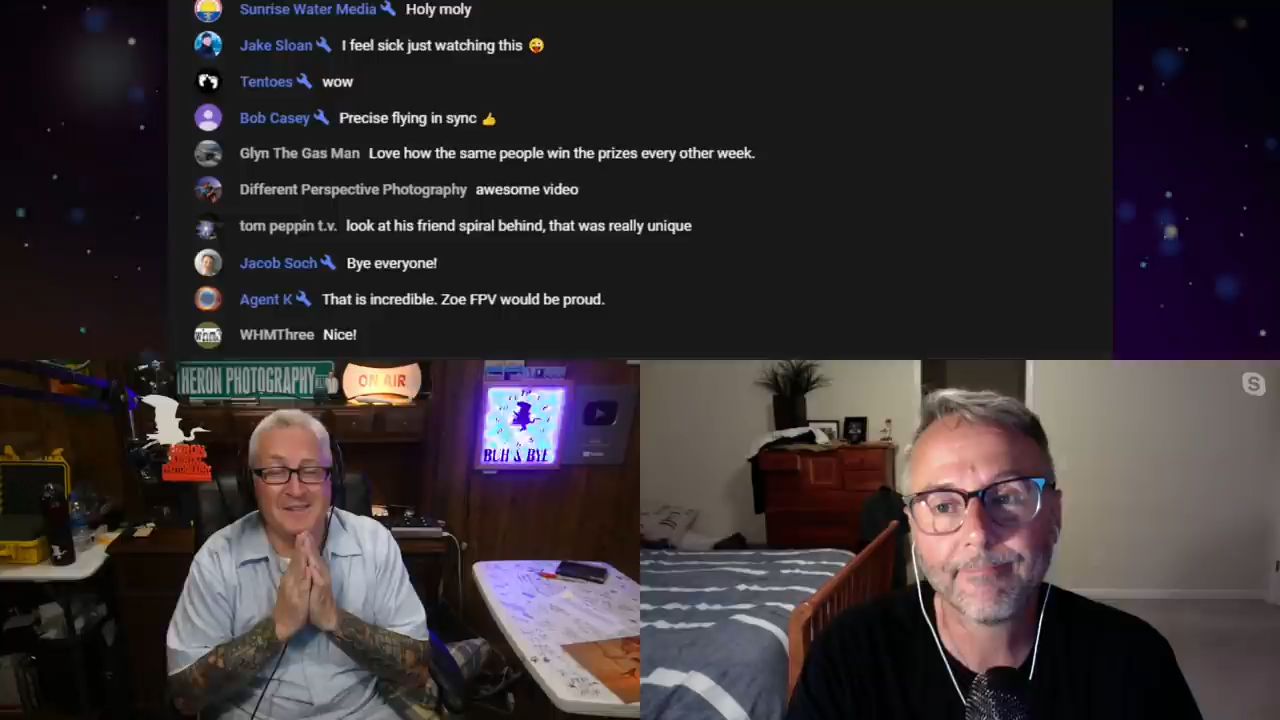 Sunrise Water Media Holy moly
Jake Sloan I feel sick just watching this 😜
Tentoes wow
Bob Casey Precise flying in sync 👍
Glyn The Gas Man Love how the same people win the prizes every other week.
Different Perspective Photography awesome video
tom peppin t.v. look at his friend spiral behind, that was really unique
Jacob Soch Bye everyone!
Agent K That is incredible. Zoe FPV would be proud.
WHMThree Nice!
HERON PHOTOGRAPHY
ON AIR
BUH & BYE